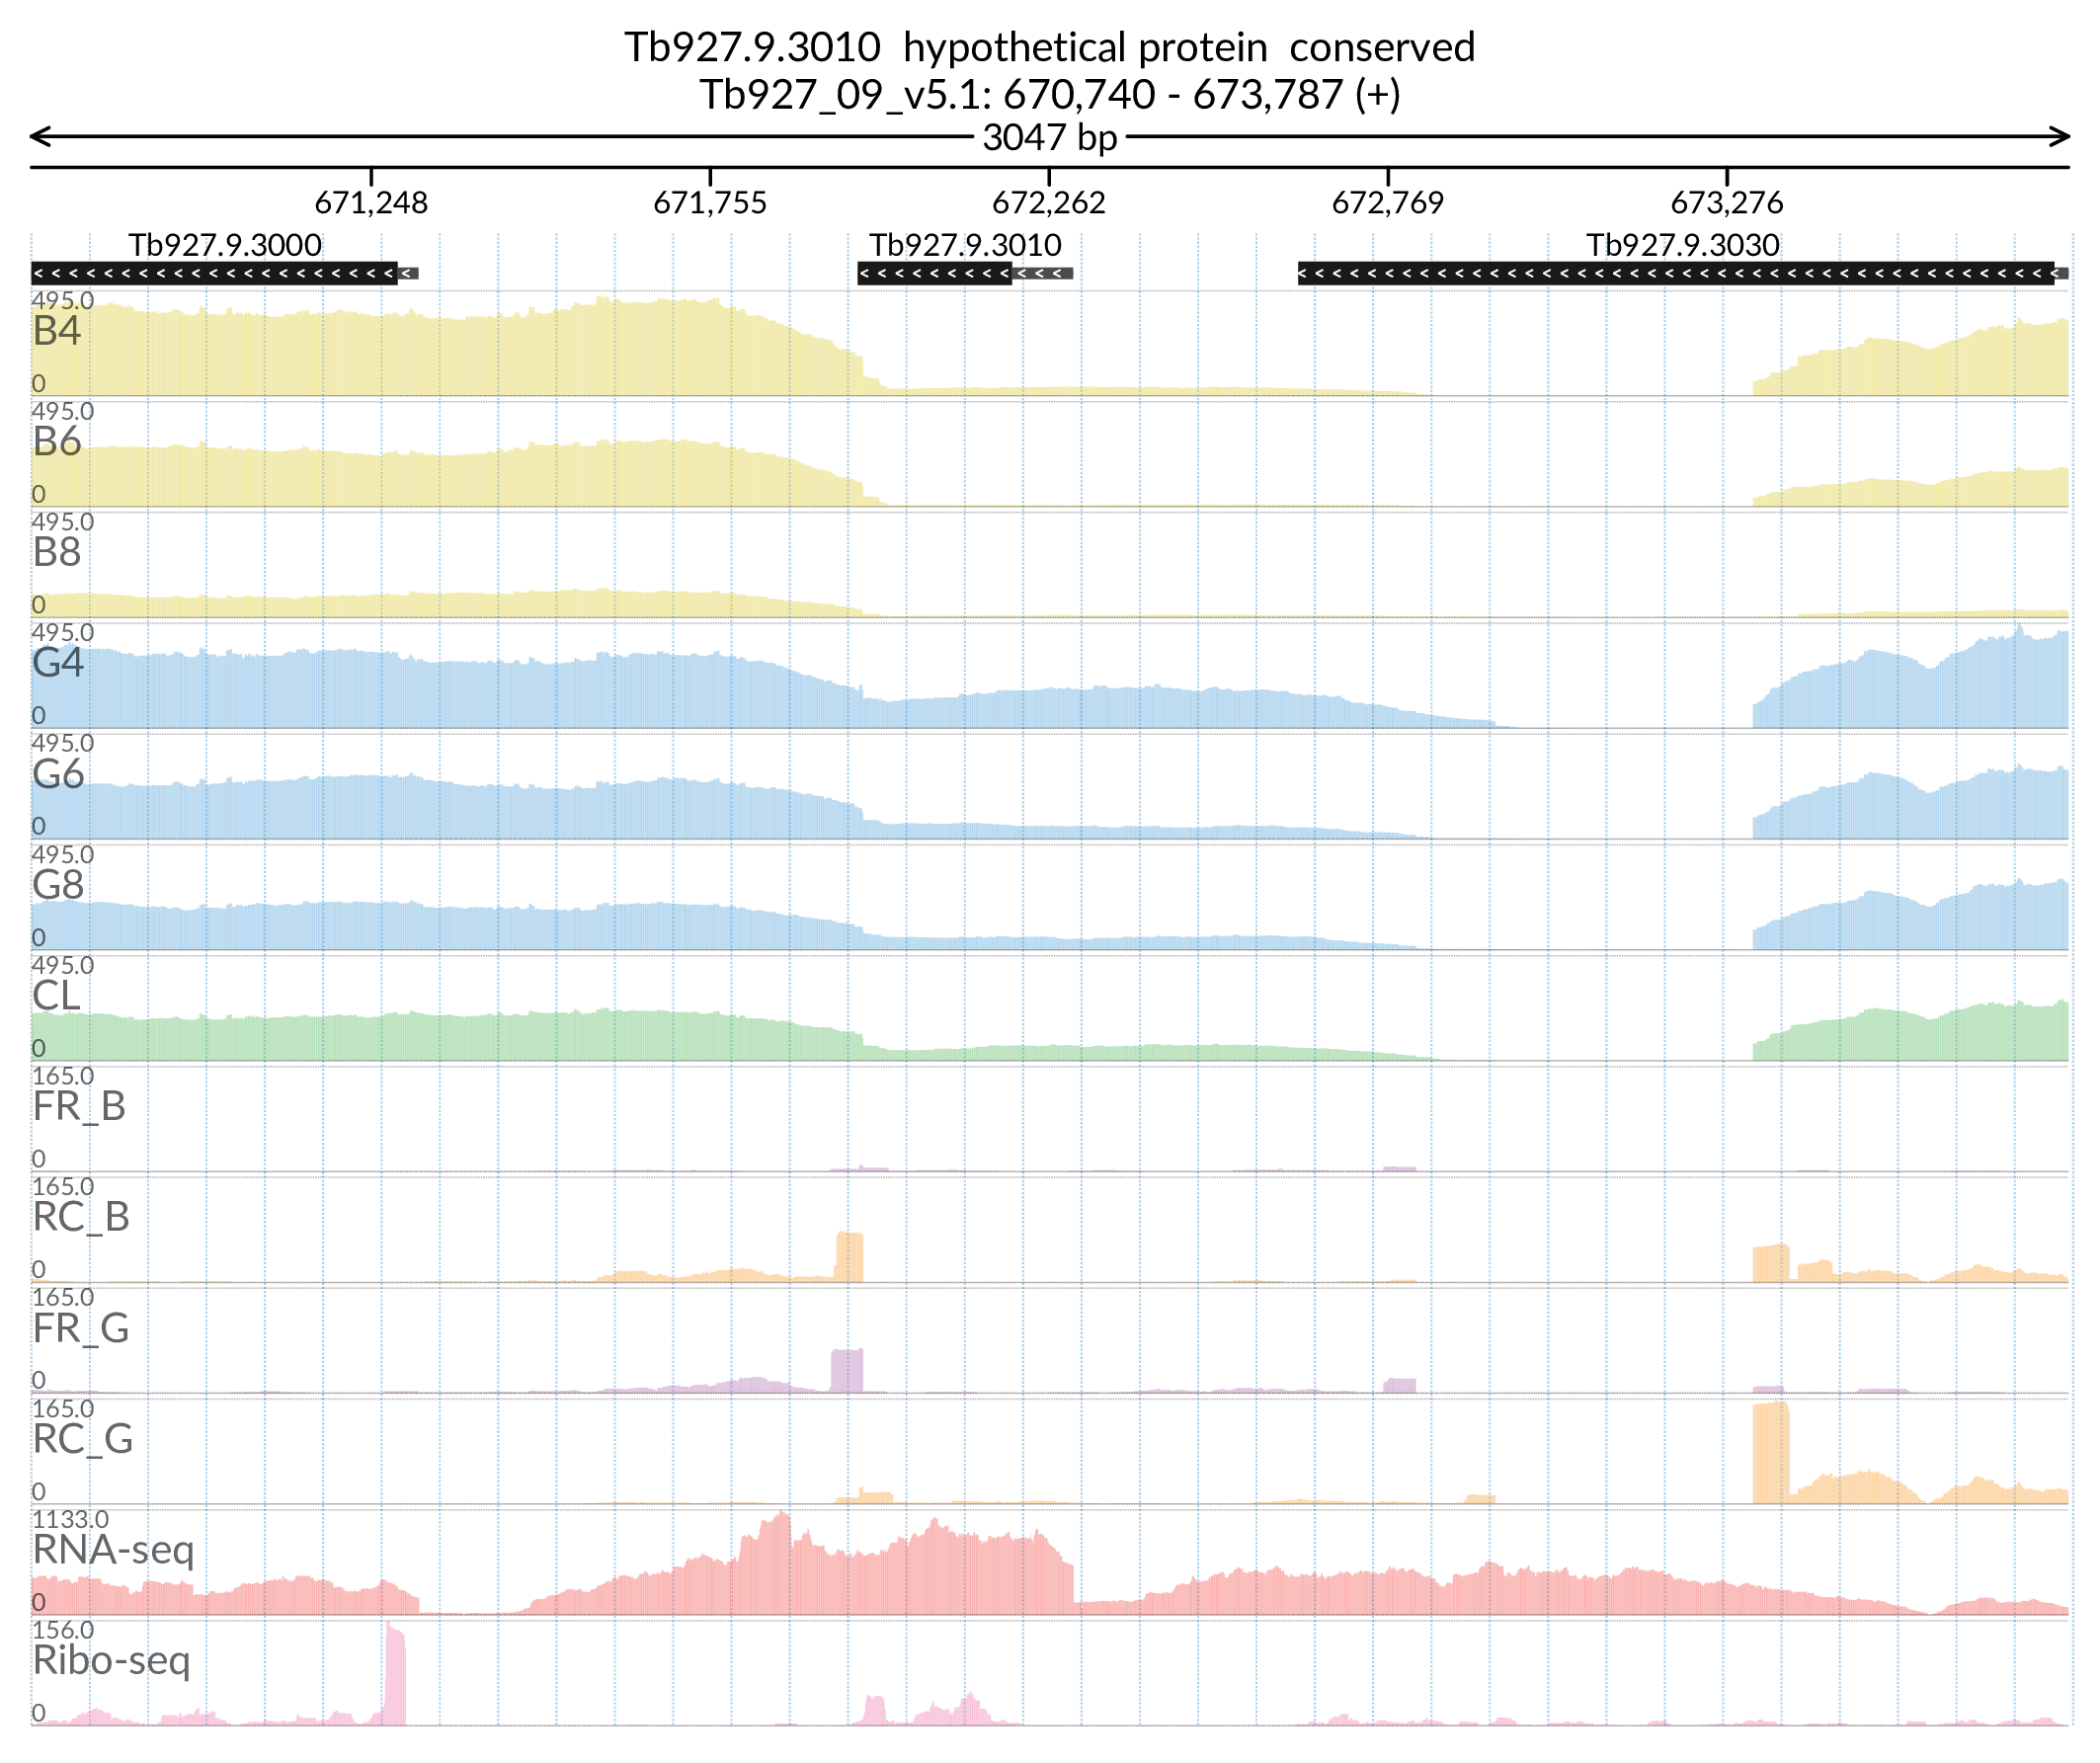 Tb927.9.3010  hypothetical protein  conserved
Tb927_09_v5.1: 670,740 - 673,787 (+)
3047 bp
671,248 671,755 672,262 672,769 673,276
Tb927.9.3000 Tb927.9.3010 Tb927.9.3030
495.0
B4
0
495.0
B6
0
495.0
B8
0
495.0
G4
0
495.0
G6
0
495.0
G8
0
495.0
CL
0
165.0
FR_B
0
165.0
RC_B
0
165.0
FR_G
0
165.0
RC_G
0
1133.0
RNA-seq
0
156.0
Ribo-seq
0